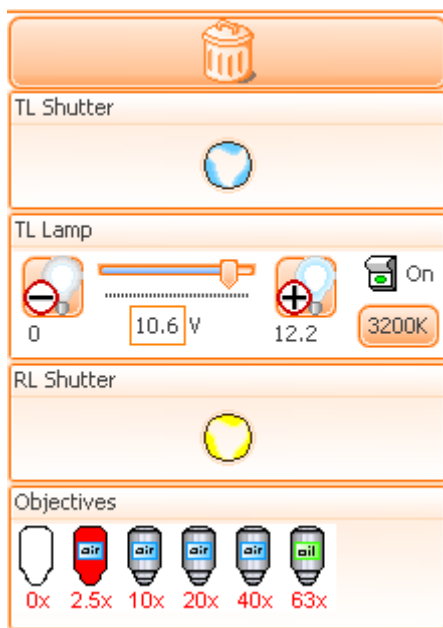 TL Shutter
TL Lamp
On
0 10.6 V 12.2 3200K
RL Shutter
Objectives
air air air air oil
0x 2.5x 10x 20x 40x 63x